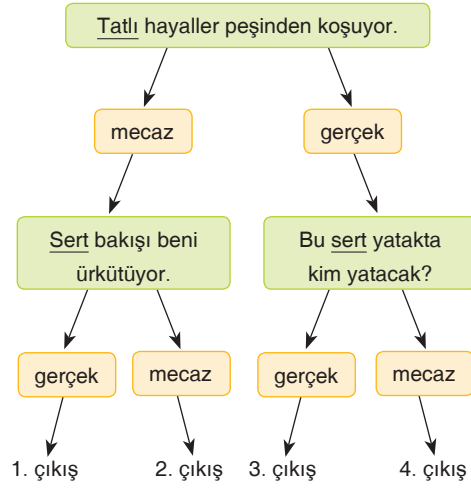 Tatlı hayaller peşinden koşuyor.
mecaz
gerçek
Sert bakışı beni
ürkütüyor.
Bu sert yatakta
kim yatacak?
gerçek
mecaz
gerçek
mecaz
1. çıkış
2. çıkış
3. çıkış
4. çıkış